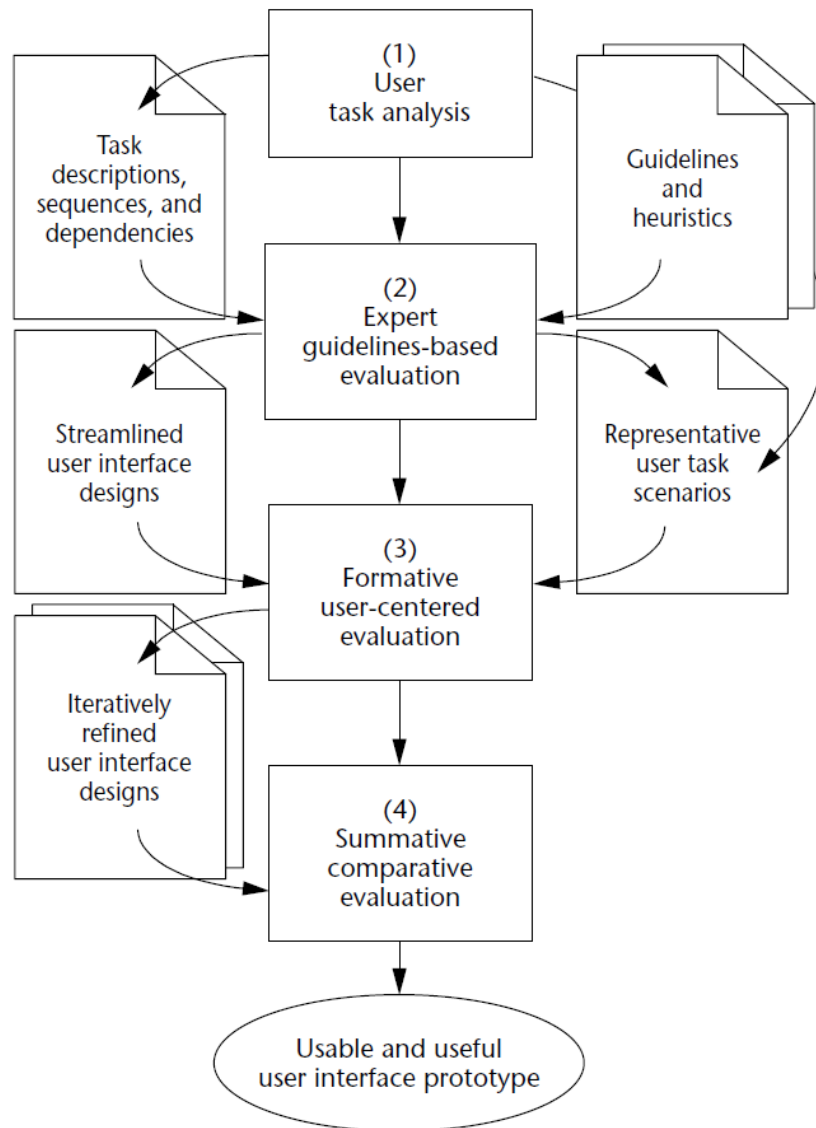 (1)
User
task analysis
Task
descriptions,
sequences, and
dependencies
Guidelines
and
heuristics
(2)
Expert
guidelines-based
evaluation
Streamlined
user interface
designs
Representative
user task
scenarios
(3)
Formative
user-centered
evaluation
Iteratively
refined
user interface
designs
(4)
Summative
comparative
evaluation
Usable and useful
user interface prototype